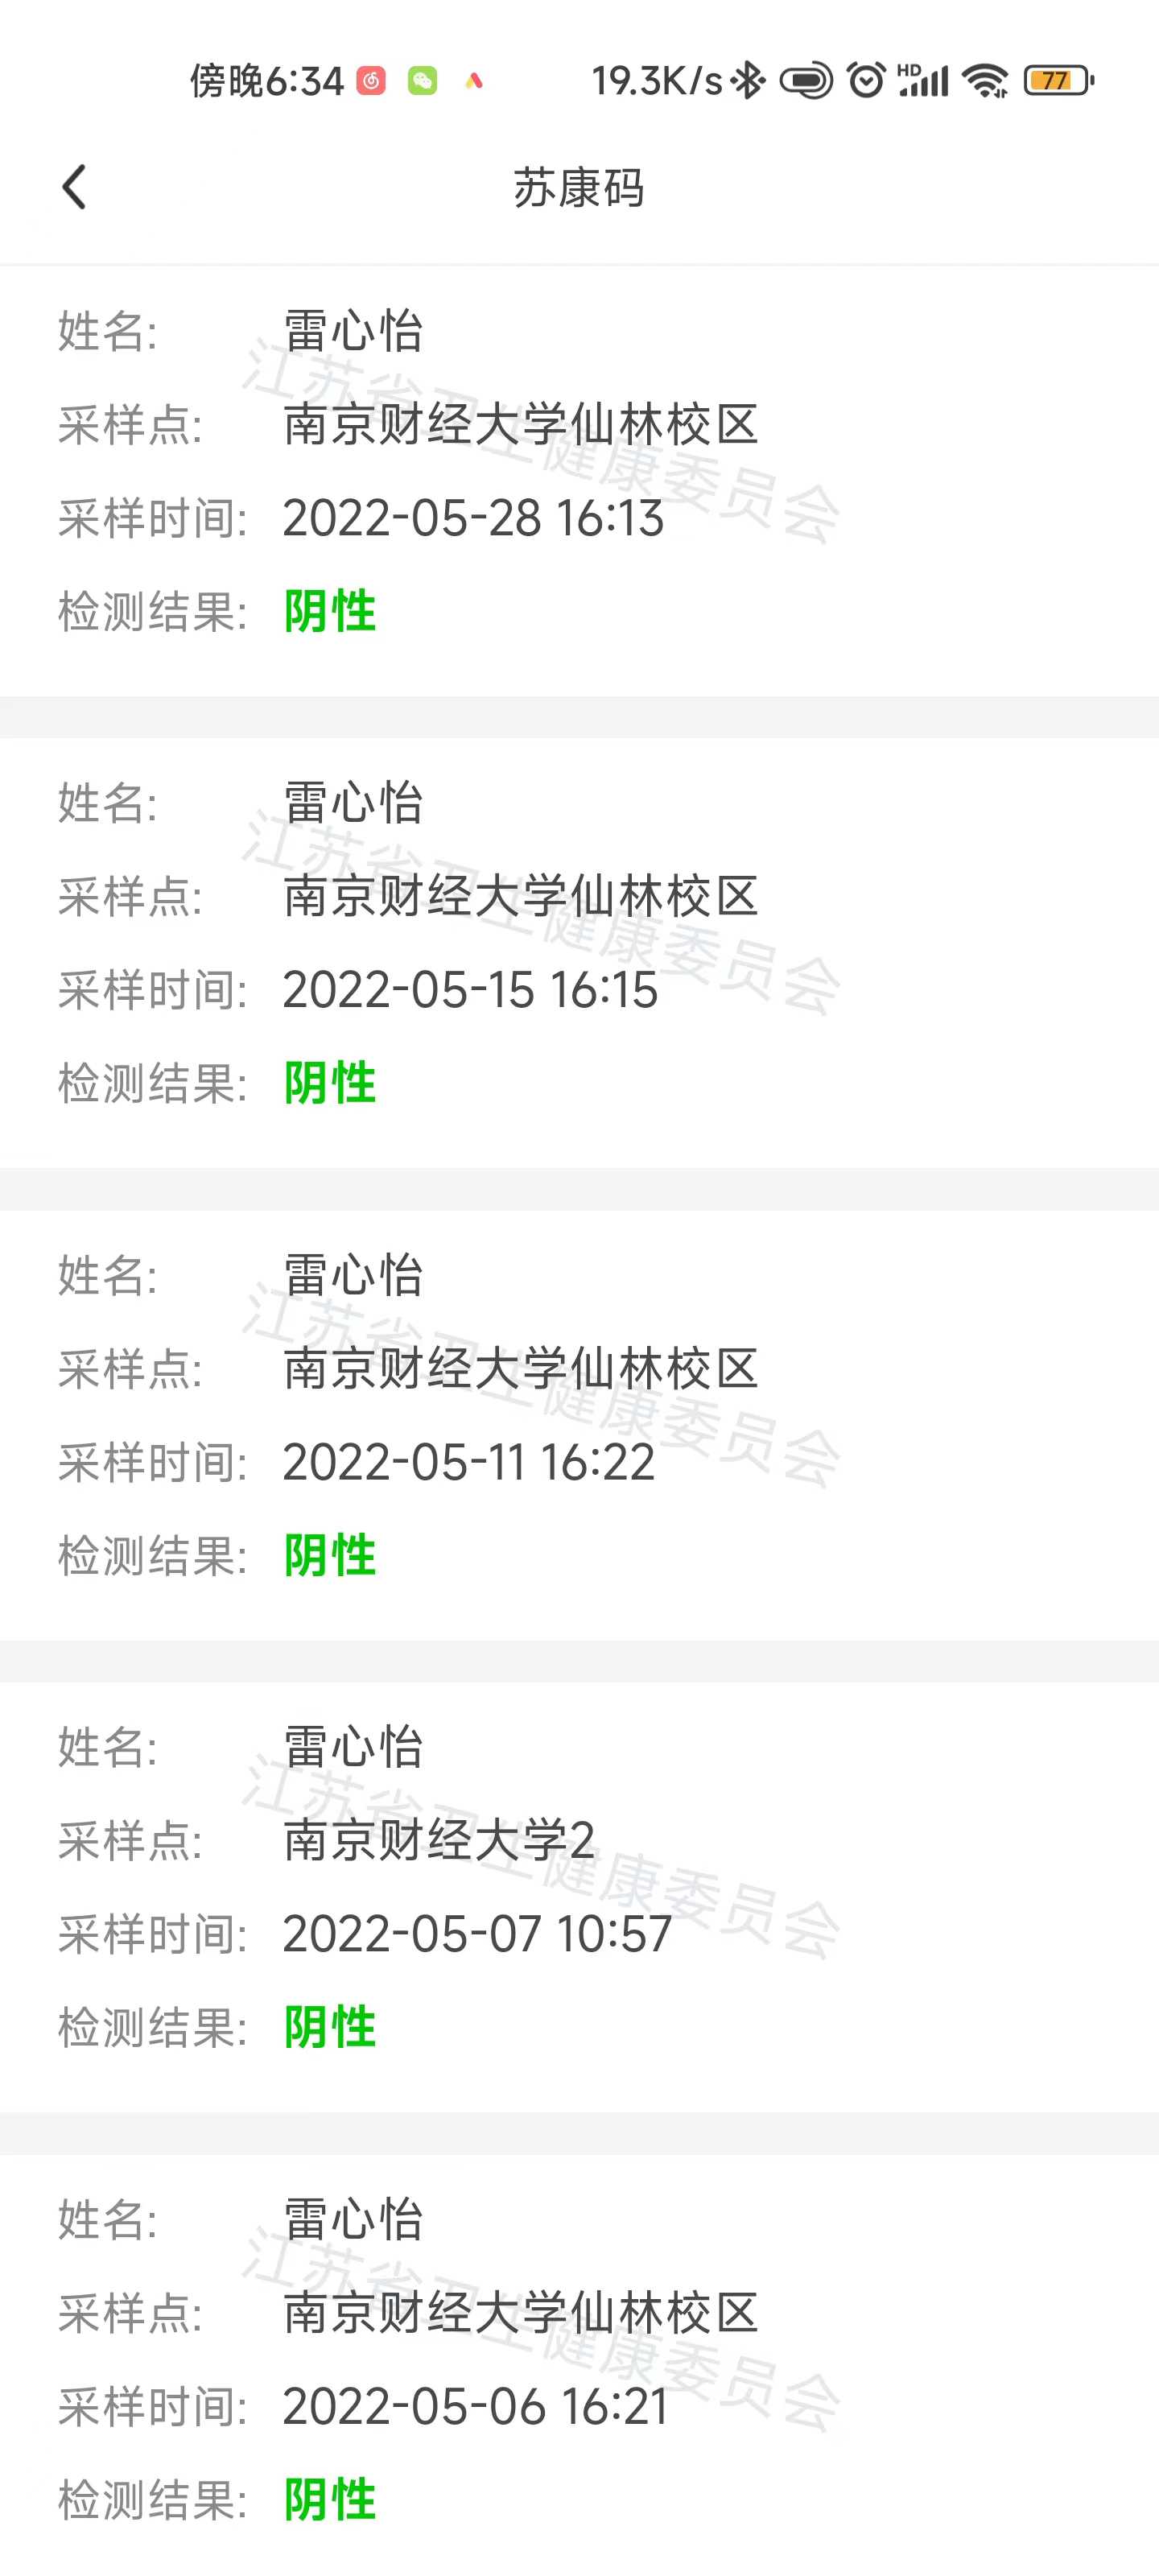 傍晚6:34 19.3K/s HD 77
苏康码
姓名: 雷心怡
采样点: 南京财经大学仙林校区
采样时间: 2022-05-28 16:13
检测结果: 阴性
江苏省卫生健康委员会
姓名: 雷心怡
采样点: 南京财经大学仙林校区
采样时间: 2022-05-15 16:15
检测结果: 阴性
江苏省卫生健康委员会
姓名: 雷心怡
采样点: 南京财经大学仙林校区
采样时间: 2022-05-11 16:22
检测结果: 阴性
江苏省卫生健康委员会
姓名: 雷心怡
采样点: 南京财经大学2
采样时间: 2022-05-07 10:57
检测结果: 阴性
江苏省卫生健康委员会
姓名: 雷心怡
采样点: 南京财经大学仙林校区
采样时间: 2022-05-06 16:21
检测结果: 阴性
江苏省卫生健康委员会